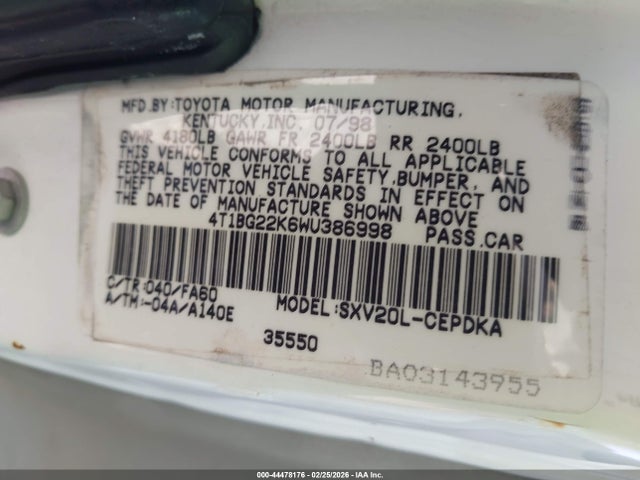 MFD.BY:TOYOTA MOTOR MANUFACTURING,
KENTUCKY,INC. 07/98
GVWR 4180LB GAWR FR 2400LB RR 2400LB
THIS VEHICLE CONFORMS TO ALL APPLICABLE
FEDERAL MOTOR VEHICLE SAFETY,BUMPER, AND
THEFT PREVENTION STANDARDS IN EFFECT ON
THE DATE OF MANUFACTURE SHOWN ABOVE
4T1BG22K6WU386998 PASS.CAR
C/TR:040/FA60 MODEL:SXV20L-CEPDKA
A/TM:-04A/A140E
35550
BA03143955
000-44478176 - 02/25/2026 - IAA Inc.